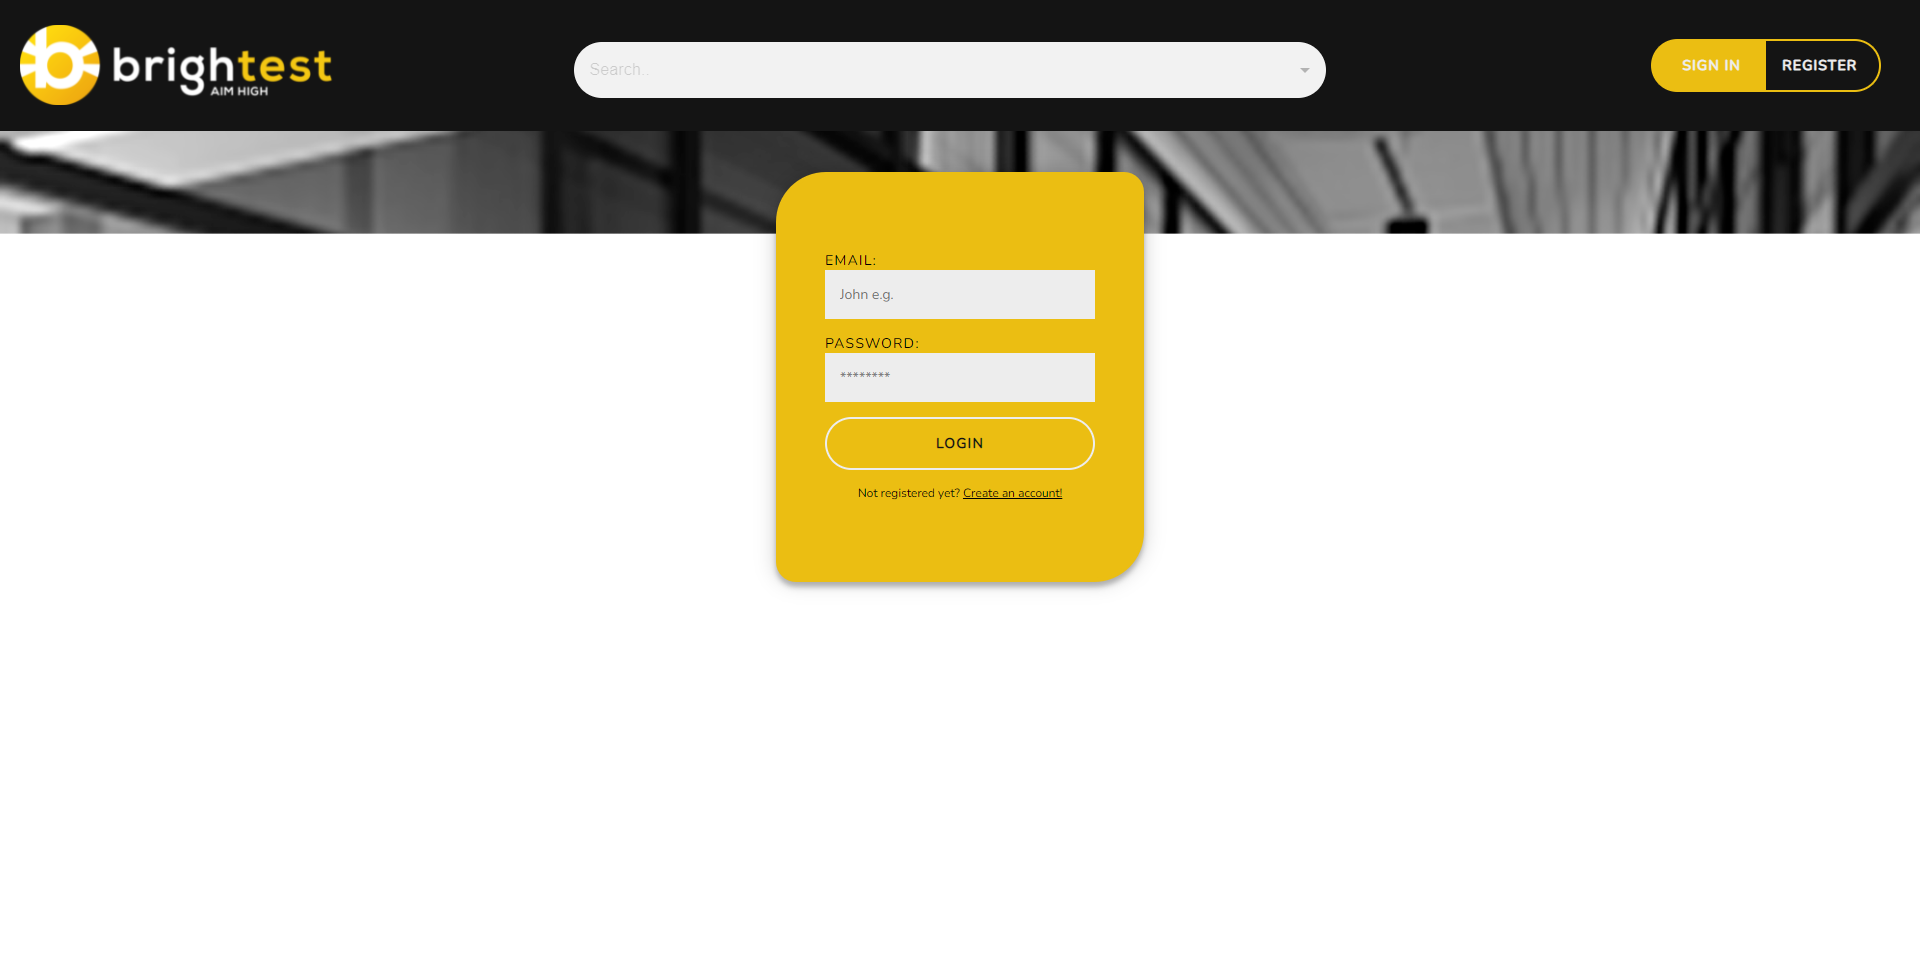 brightest
AIM HIGH
Search..
SIGN IN
REGISTER
EMAIL:
John e.g.
PASSWORD:
********
LOGIN
Not registered yet? Create an account!